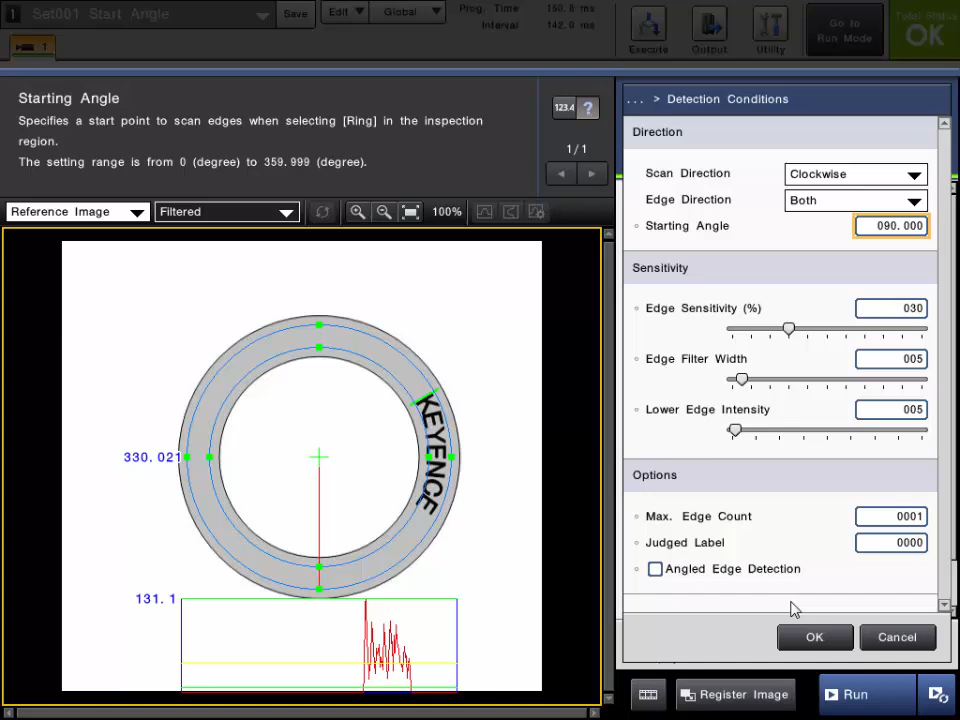 1 Set001 Start Angle
Save
Edit
Global
Prog. Time 150.8 ms
Interval 142.0 ms
Execute
Output
Utility
Go to
Run Mode
Total Status
OK
1
Starting Angle
Specifies a start point to scan edges when selecting [Ring] in the inspection
region.
The setting range is from 0 (degree) to 359.999 (degree).
123.4 ?
1/1
Reference Image
Filtered
100%
KEYENCE
330.021
131.1
... > Detection Conditions
Direction
Scan Direction Clockwise
Edge Direction Both
Starting Angle 090.000
Sensitivity
Edge Sensitivity (%) 030
Edge Filter Width 005
Lower Edge Intensity 005
Options
Max. Edge Count 0001
Judged Label 0000
Angled Edge Detection
OK
Cancel
Register Image
Run